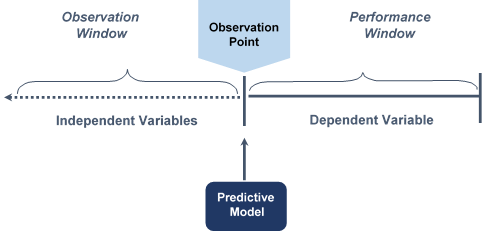 Observation
Window
Observation
Point
Performance
Window
Independent Variables
Dependent Variable
Predictive
Model